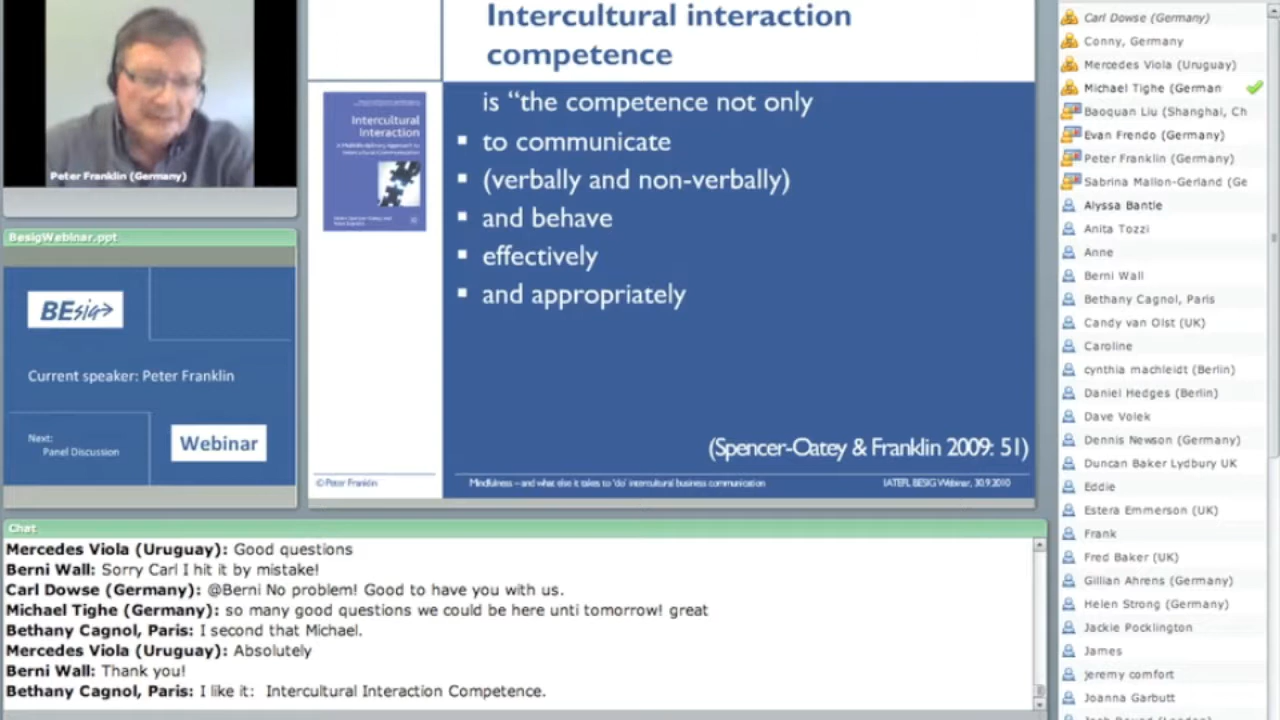 Peter Franklin (Germany)
BesigWebinar.ppt
BEsig
Current speaker: Peter Franklin
Next:
Panel Discussion
Webinar
Intercultural interaction
competence
Intercultural
Interaction
A Multidisciplinary Approach to
Intercultural Communication
is “the competence not only
to communicate
(verbally and non-verbally)
and behave
effectively
and appropriately
(Spencer-Oatey & Franklin 2009: 51)
© Peter Franklin
Mindfulness – and what else it takes to 'do' intercultural business communication
IATEFL BESIG Webinar, 30.9.2010
Chat
Mercedes Viola (Uruguay): Good questions
Berni Wall: Sorry Carl I hit it by mistake!
Carl Dowse (Germany): @Berni No problem! Good to have you with us.
Michael Tighe (Germany): so many good questions we could be here unti tomorrow! great
Bethany Cagnol, Paris: I second that Michael.
Mercedes Viola (Uruguay): Absolutely
Berni Wall: Thank you!
Bethany Cagnol, Paris: I like it: Intercultural Interaction Competence.
Carl Dowse (Germany)
Conny, Germany
Mercedes Viola (Uruguay)
Michael Tighe (German
Baoquan Liu (Shanghai, Ch
Evan Frendo (Germany)
Peter Franklin (Germany)
Sabrina Mallon-Gerland (Ge
Alyssa Bantle
Anita Tozzi
Anne
Berni Wall
Bethany Cagnol, Paris
Candy van Olst (UK)
Caroline
cynthia machleidt (Berlin)
Daniel Hedges (Berlin)
Dave Volek
Dennis Newson (Germany)
Duncan Baker Lydbury UK
Eddie
Estera Emmerson (UK)
Frank
Fred Baker (UK)
Gillian Ahrens (Germany)
Helen Strong (Germany)
Jackie Pocklington
James
jeremy comfort
Joanna Garbutt